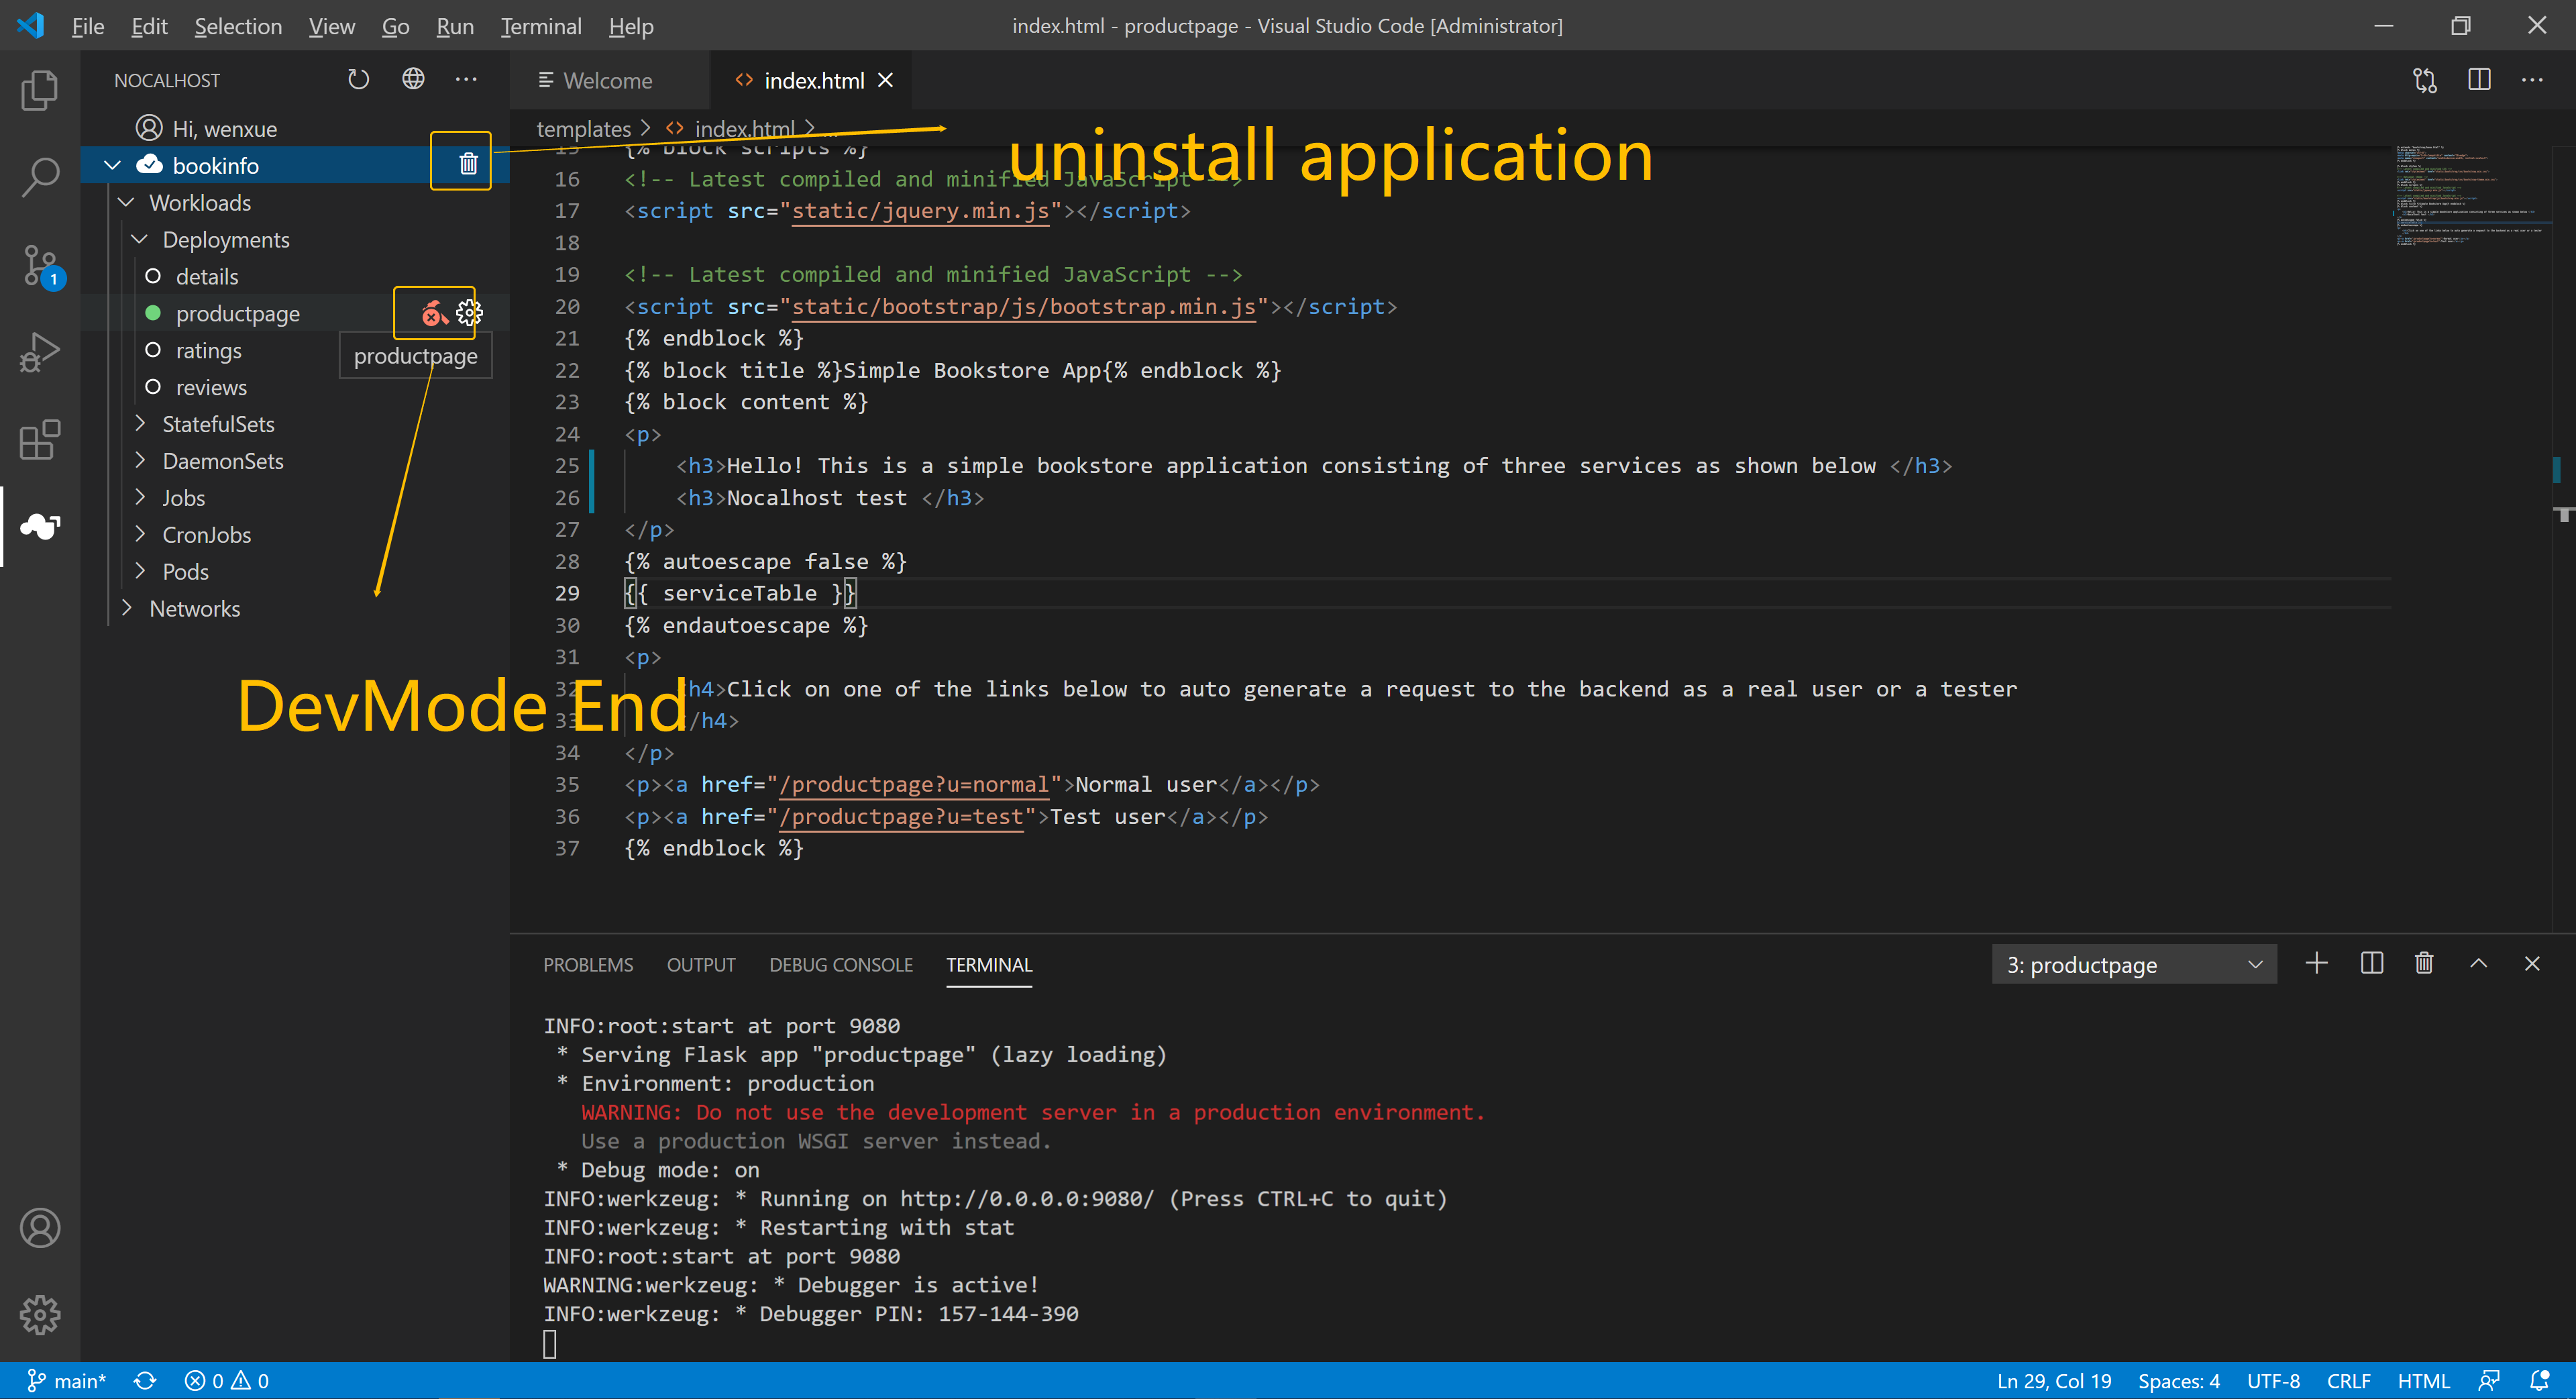 File Edit Selection View Go Run Terminal Help
index.html - productpage - Visual Studio Code [Administrator]
NOCALHOST
Hi, wenxue
bookinfo
Workloads
Deployments
details
productpage
ratings
productpage
reviews
StatefulSets
DaemonSets
Jobs
CronJobs
Pods
Networks
1
DevMode End
uninstall application
Welcome
index.html
templates > index.html > ...
15 {% block scripts %}
16 <!-- Latest compiled and minified JavaScript -->
17 <script src="static/jquery.min.js"></script>
18
19 <!-- Latest compiled and minified JavaScript -->
20 <script src="static/bootstrap/js/bootstrap.min.js"></script>
21 {% endblock %}
22 {% block title %}Simple Bookstore App{% endblock %}
23 {% block content %}
24 <p>
25 <h3>Hello! This is a simple bookstore application consisting of three services as shown below </h3>
26 <h3>Nocalhost test </h3>
27 </p>
28 {% autoescape false %}
29 {{ serviceTable }}
30 {% endautoescape %}
31 <p>
32 h4>Click on one of the links below to auto generate a request to the backend as a real user or a tester
33 /h4>
34 </p>
35 <p><a href="/productpage?u=normal">Normal user</a></p>
36 <p><a href="/productpage?u=test">Test user</a></p>
37 {% endblock %}
PROBLEMS OUTPUT DEBUG CONSOLE TERMINAL
3: productpage
INFO:root:start at port 9080
* Serving Flask app "productpage" (lazy loading)
* Environment: production
WARNING: Do not use the development server in a production environment.
Use a production WSGI server instead.
* Debug mode: on
INFO:werkzeug: * Running on http://0.0.0.0:9080/ (Press CTRL+C to quit)
INFO:werkzeug: * Restarting with stat
INFO:root:start at port 9080
WARNING:werkzeug: * Debugger is active!
INFO:werkzeug: * Debugger PIN: 157-144-390
main* 0 0
Ln 29, Col 19 Spaces: 4 UTF-8 CRLF HTML